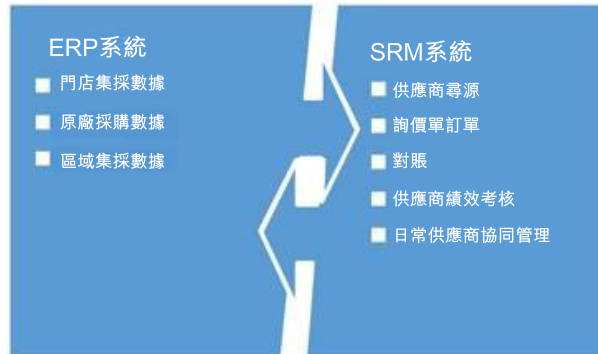 ERP系統
門店集採數據
原廠採購數據
區域集採數據
SRM系統
供應商尋源
詢價單訂單
對賬
供應商績效考核
日常供應商協同管理